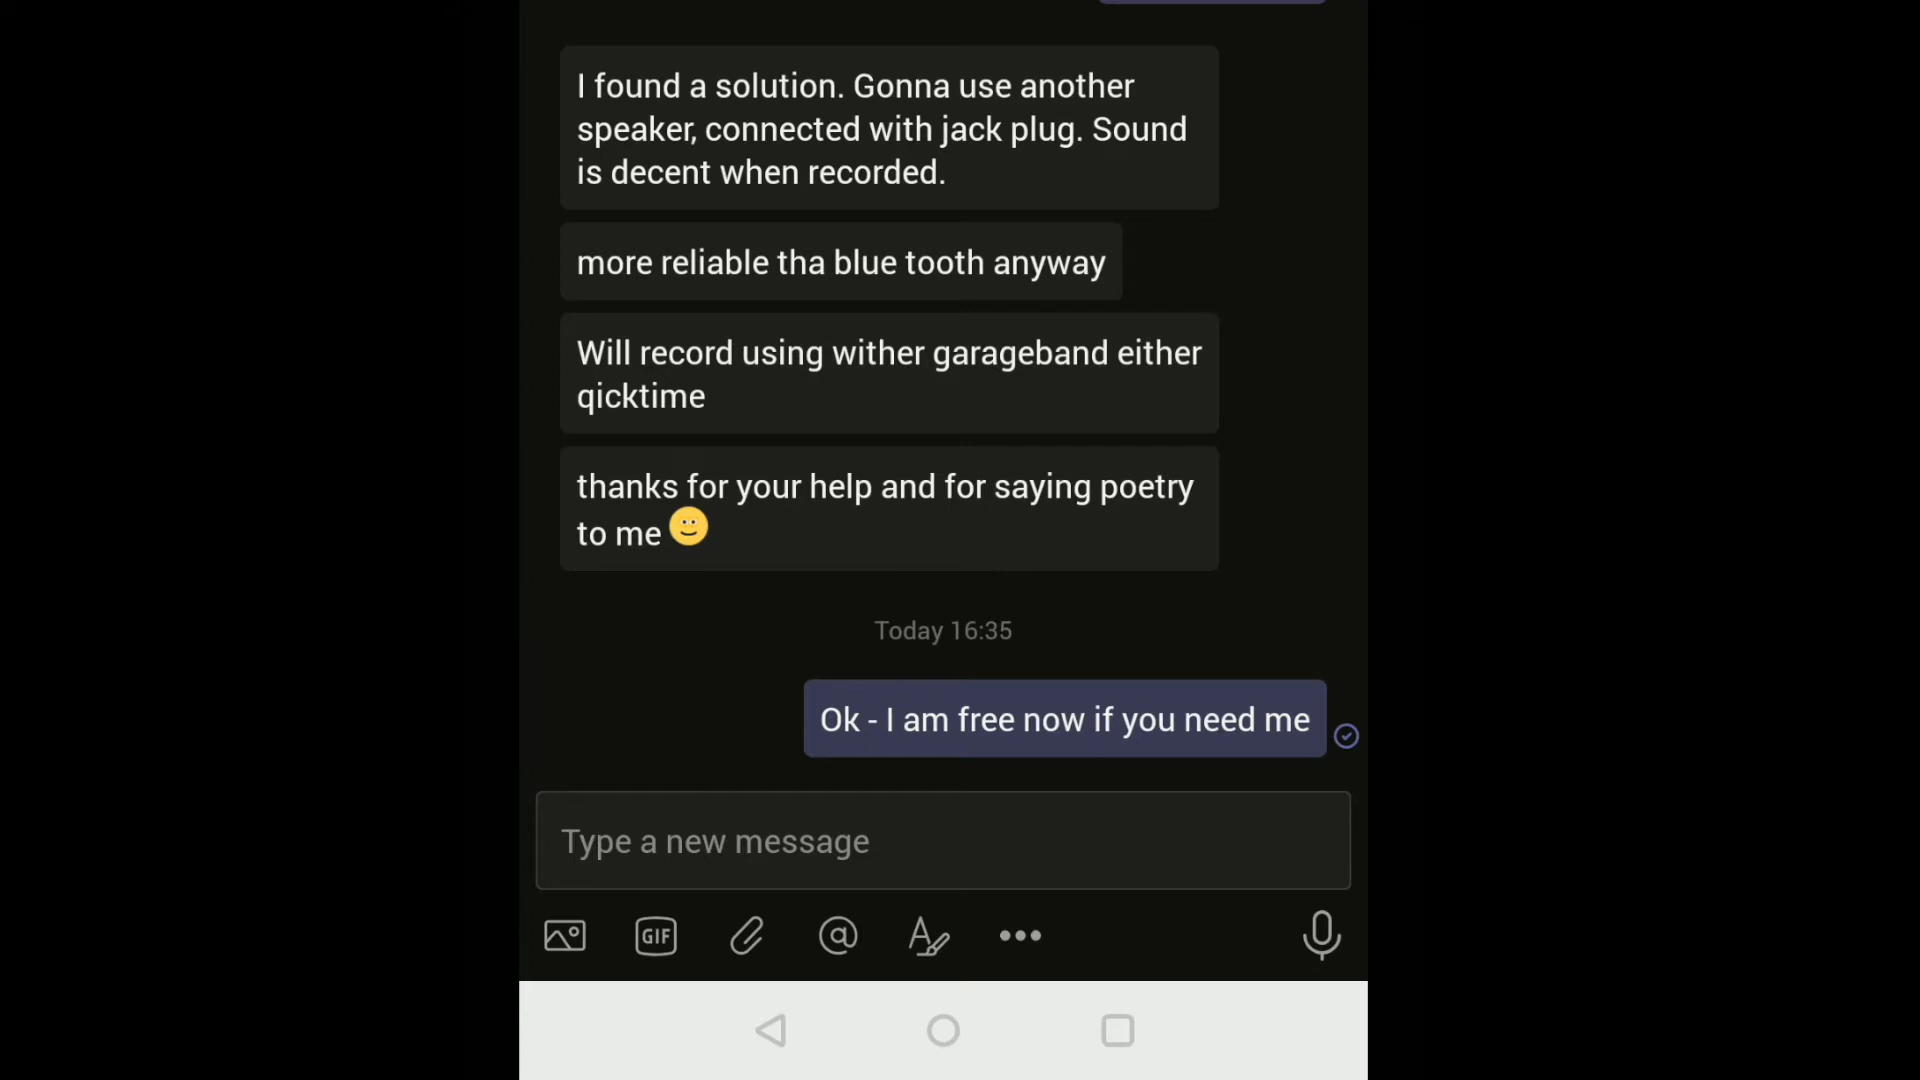 I found a solution. Gonna use another
speaker, connected with jack plug. Sound
is decent when recorded.
more reliable tha blue tooth anyway
Will record using wither garageband either
qicktime
thanks for your help and for saying poetry
to me
Today 16:35
Ok - I am free now if you need me
Type a new message
GIF